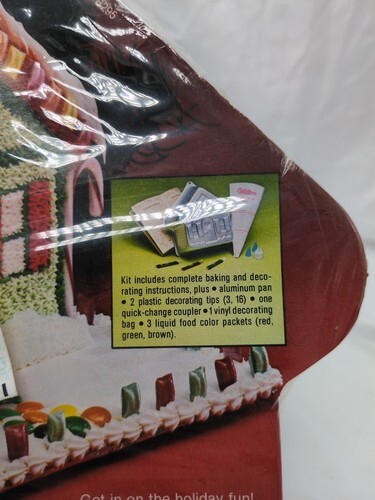 Kit includes complete baking and deco-
rating instructions, plus • aluminum pan
• 2 plastic decorating tips (3, 16) • one
quick-change coupler • 1 vinyl decorating
bag • 3 liquid food color packets (red,
green, brown).
Get in on the holiday fun!